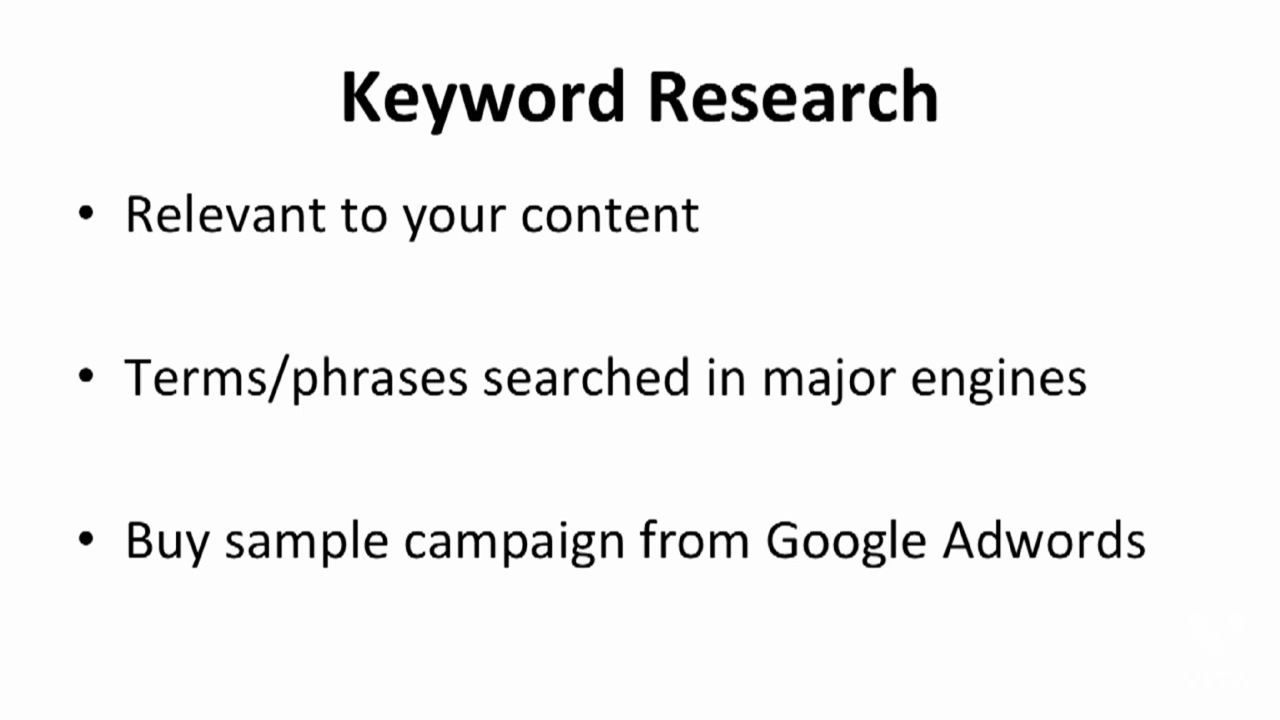 Keyword Research
• Relevant to your content
• Terms/phrases searched in major engines
• Buy sample campaign from Google Adwords